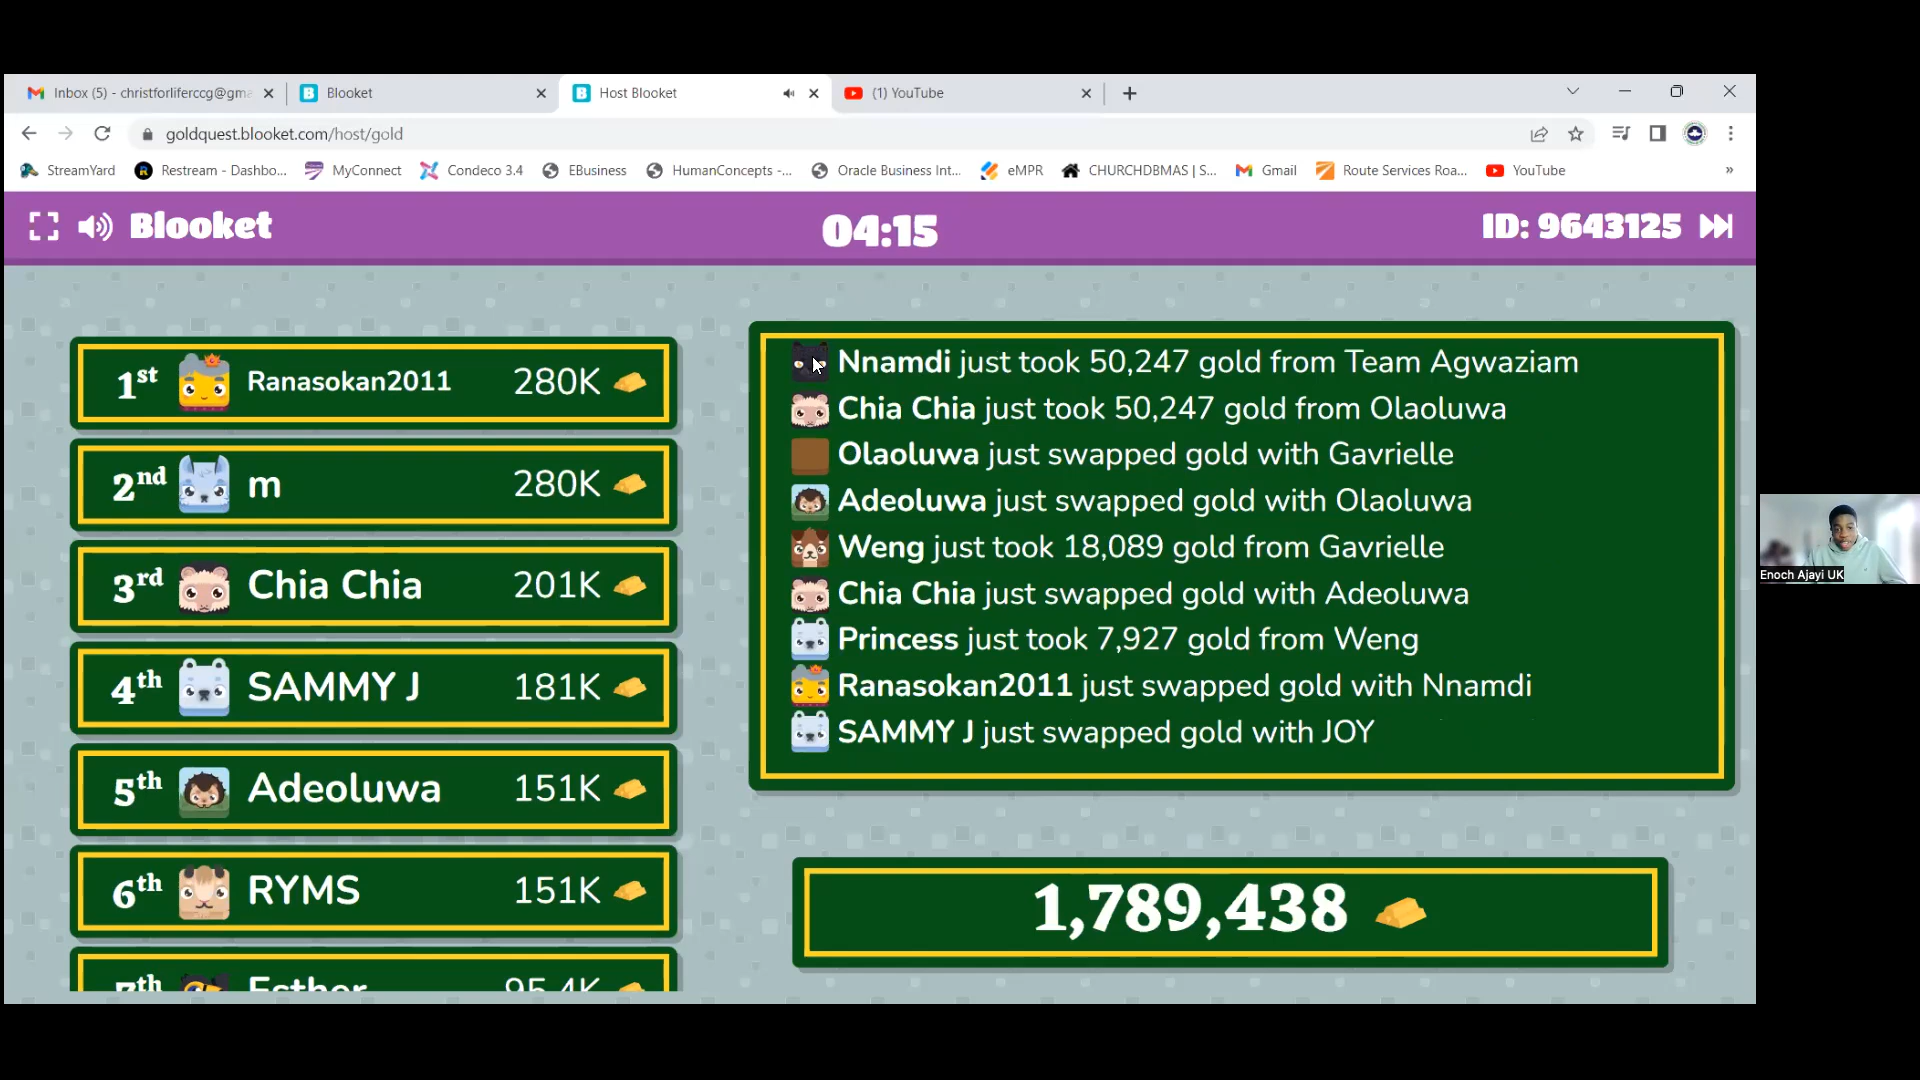 Inbox (5) - christforliferccg@gma
Blooket
Host Blooket
(1) YouTube
goldquest.blooket.com/host/gold
StreamYard
Restream - Dashbo...
MyConnect
Condeco 3.4
EBusiness
HumanConcepts -...
Oracle Business Int...
eMPR
CHURCHDBMAS | S...
Gmail
Route Services Roa...
YouTube
»
Blooket
04:15
ID: 9643125
1st Ranasokan2011 280K
2nd m 280K
3rd Chia Chia 201K
4th SAMMY J 181K
5th Adeoluwa 151K
6th RYMS 151K
7th Esther 95.4K
Nnamdi just took 50,247 gold from Team Agwaziam
Chia Chia just took 50,247 gold from Olaoluwa
Olaoluwa just swapped gold with Gavrielle
Adeoluwa just swapped gold with Olaoluwa
Weng just took 18,089 gold from Gavrielle
Chia Chia just swapped gold with Adeoluwa
Princess just took 7,927 gold from Weng
Ranasokan2011 just swapped gold with Nnamdi
SAMMY J just swapped gold with JOY
1,789,438
Enoch Ajayi UK